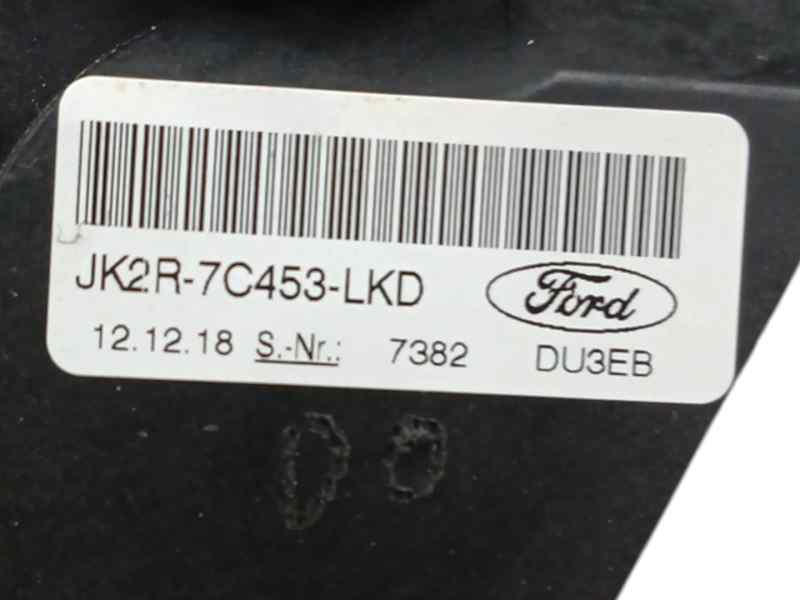 JK2R-7C453-LKD Ford
12.12.18 S.-Nr.: 7382 DU3EB